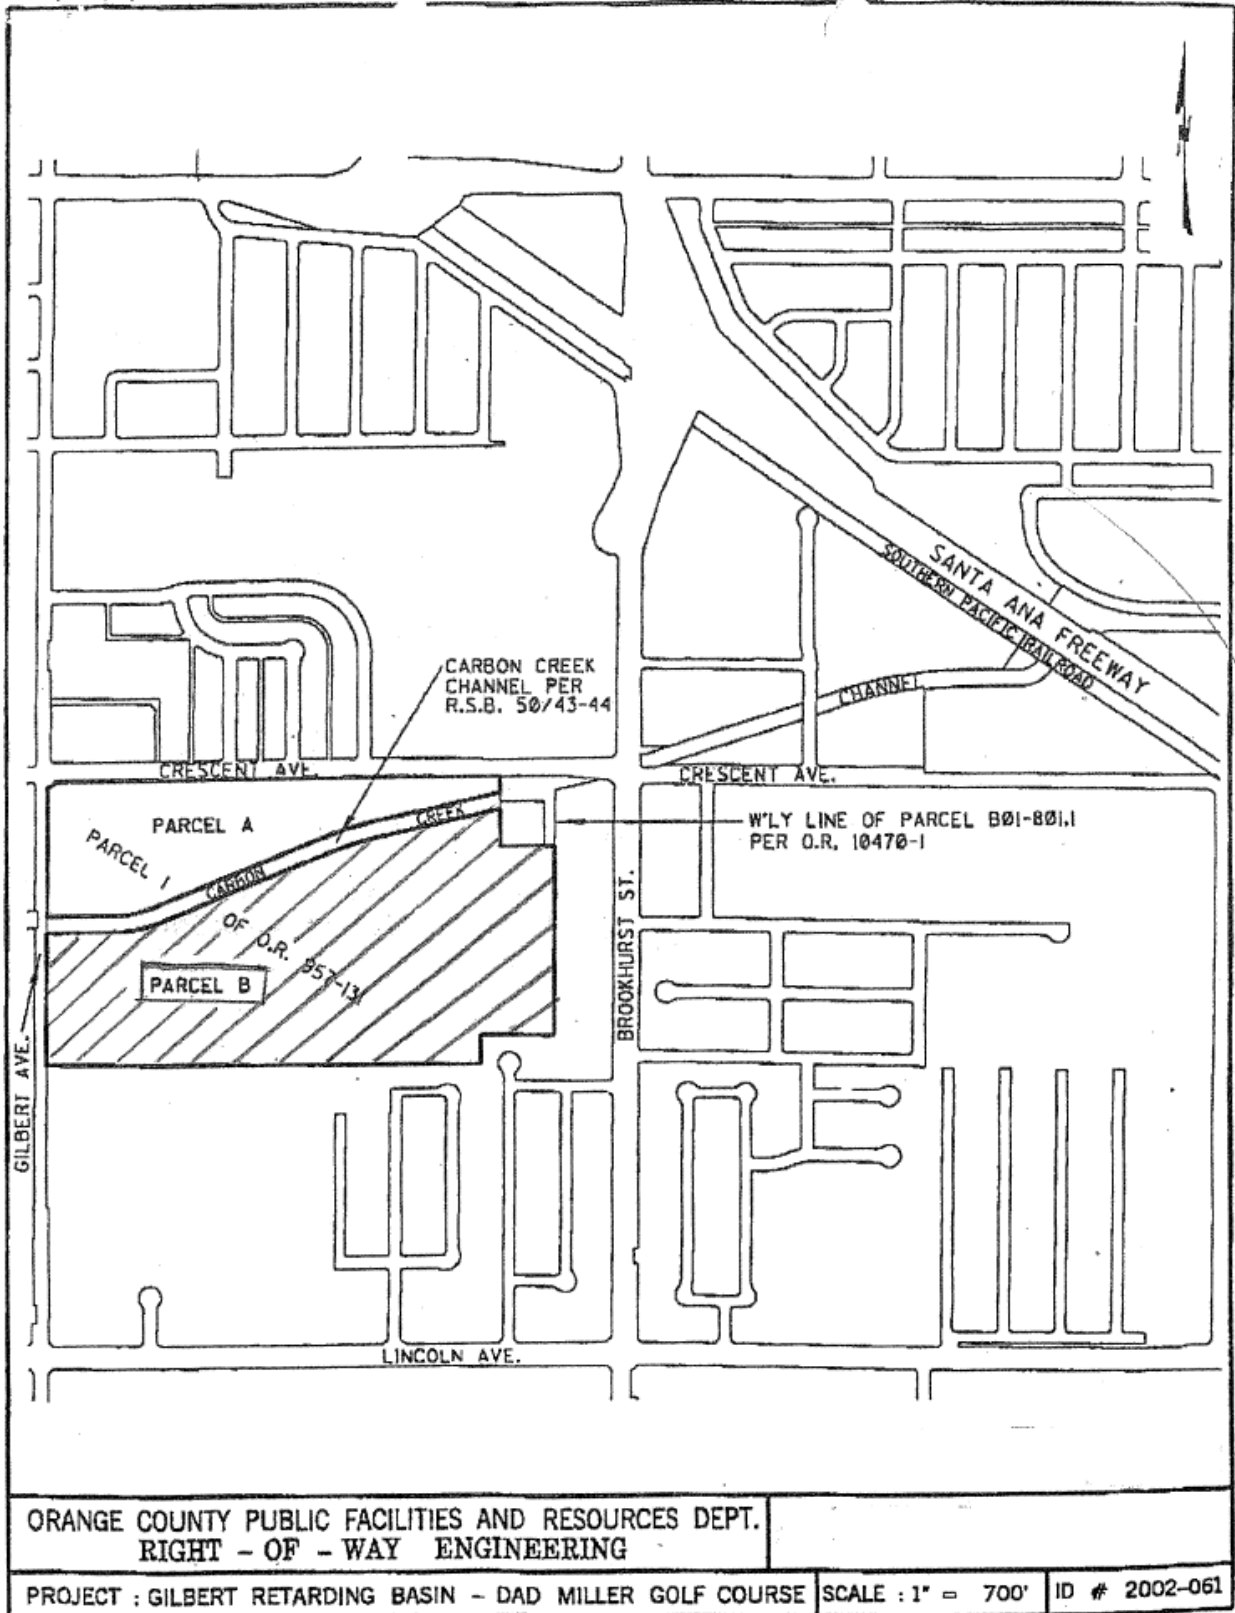 SANTA ANA FREEWAY
SOUTHERN PACIFIC RAILROAD
CARBON CREEK
CHANNEL PER
R.S.B. 50/43-44
CHANNEL
CRESCENT AVE.
CRESCENT AVE.
PARCEL A
PARCEL 1
CARBON
CREEK
W'LY LINE OF PARCEL B01-801.1
PER O.R. 10470-1
OF O.R. 957-131
PARCEL B
BROOKHURST ST.
GILBERT AVE.
LINCOLN AVE.
ORANGE COUNTY PUBLIC FACILITIES AND RESOURCES DEPT.
RIGHT - OF - WAY ENGINEERING
PROJECT : GILBERT RETARDING BASIN - DAD MILLER GOLF COURSE
SCALE : 1" = 700'
ID # 2002-061